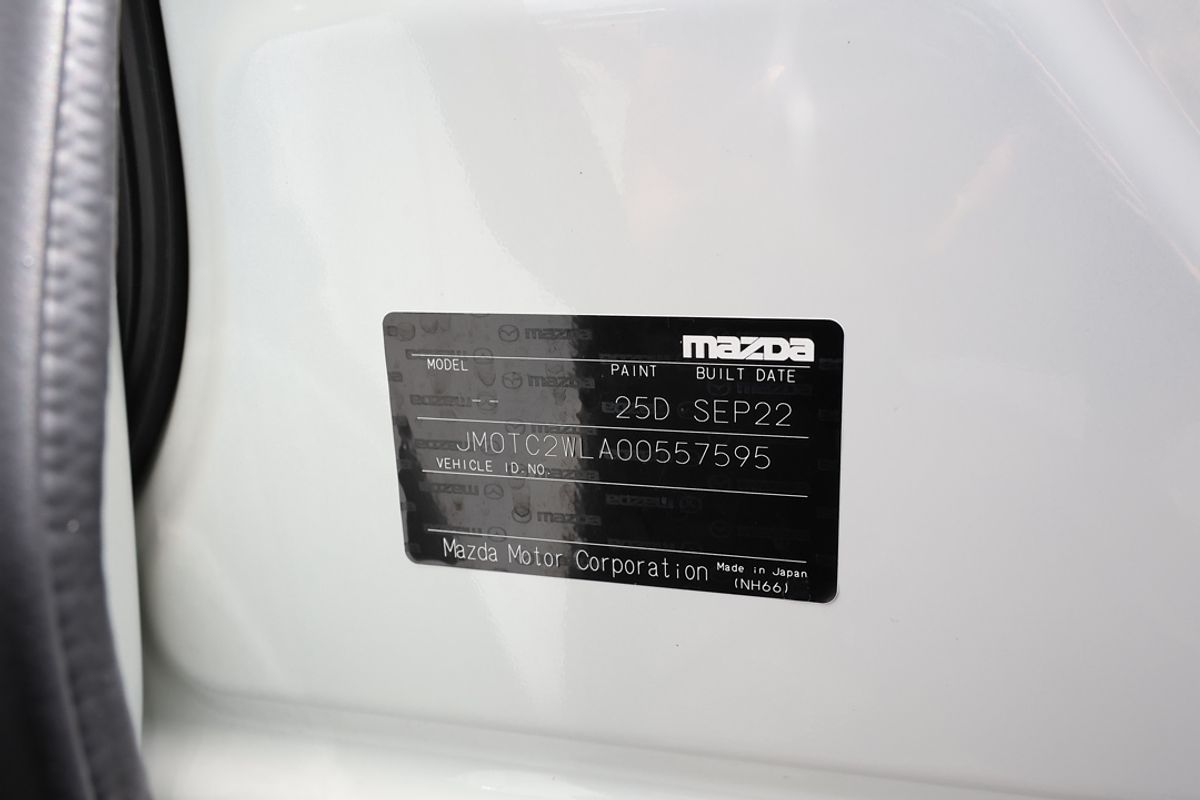 mazda
MODEL PAINT BUILT DATE
-- 25D SEP22
JM0TC2WLA00557595
VEHICLE ID.NO.
Mazda Motor Corporation Made in Japan
(NH66)